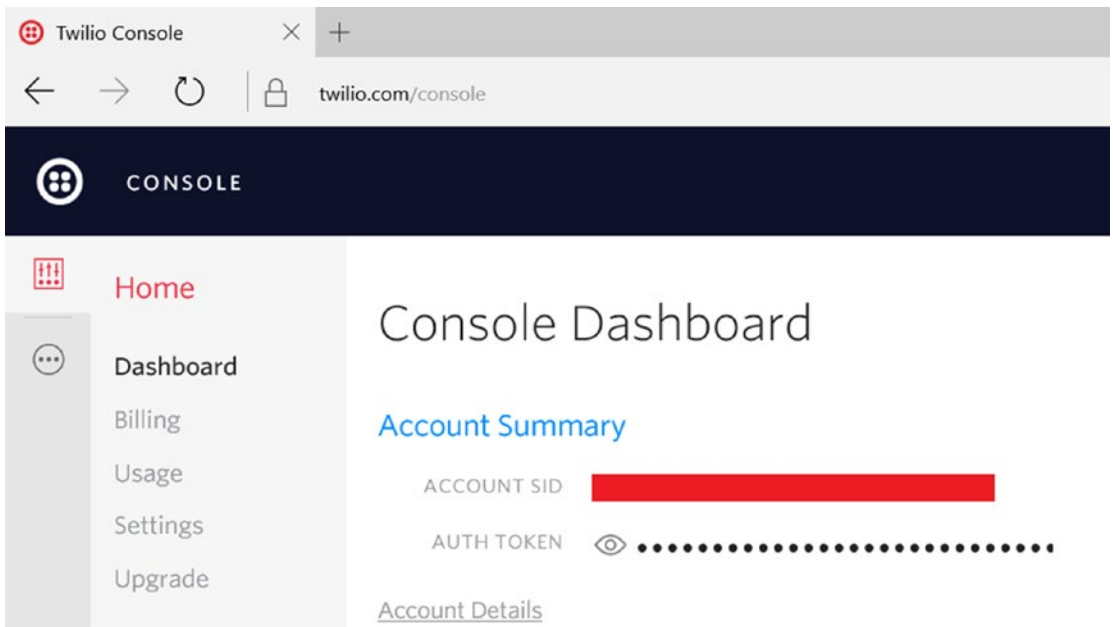 Twilio Console
twilio.com/console
CONSOLE
Home
Dashboard
Billing
Usage
Settings
Upgrade
Console Dashboard
Account Summary
ACCOUNT SID
AUTH TOKEN
Account Details